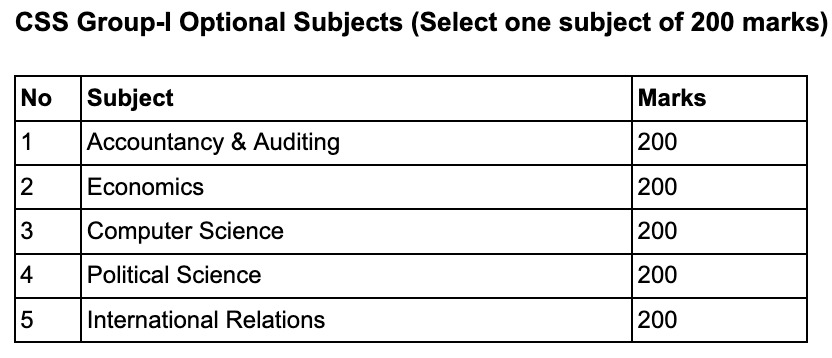 CSS Group-I Optional Subjects (Select one subject of 200 marks)
No Subject Marks
1 Accountancy & Auditing 200
2 Economics 200
3 Computer Science 200
4 Political Science 200
5 International Relations 200